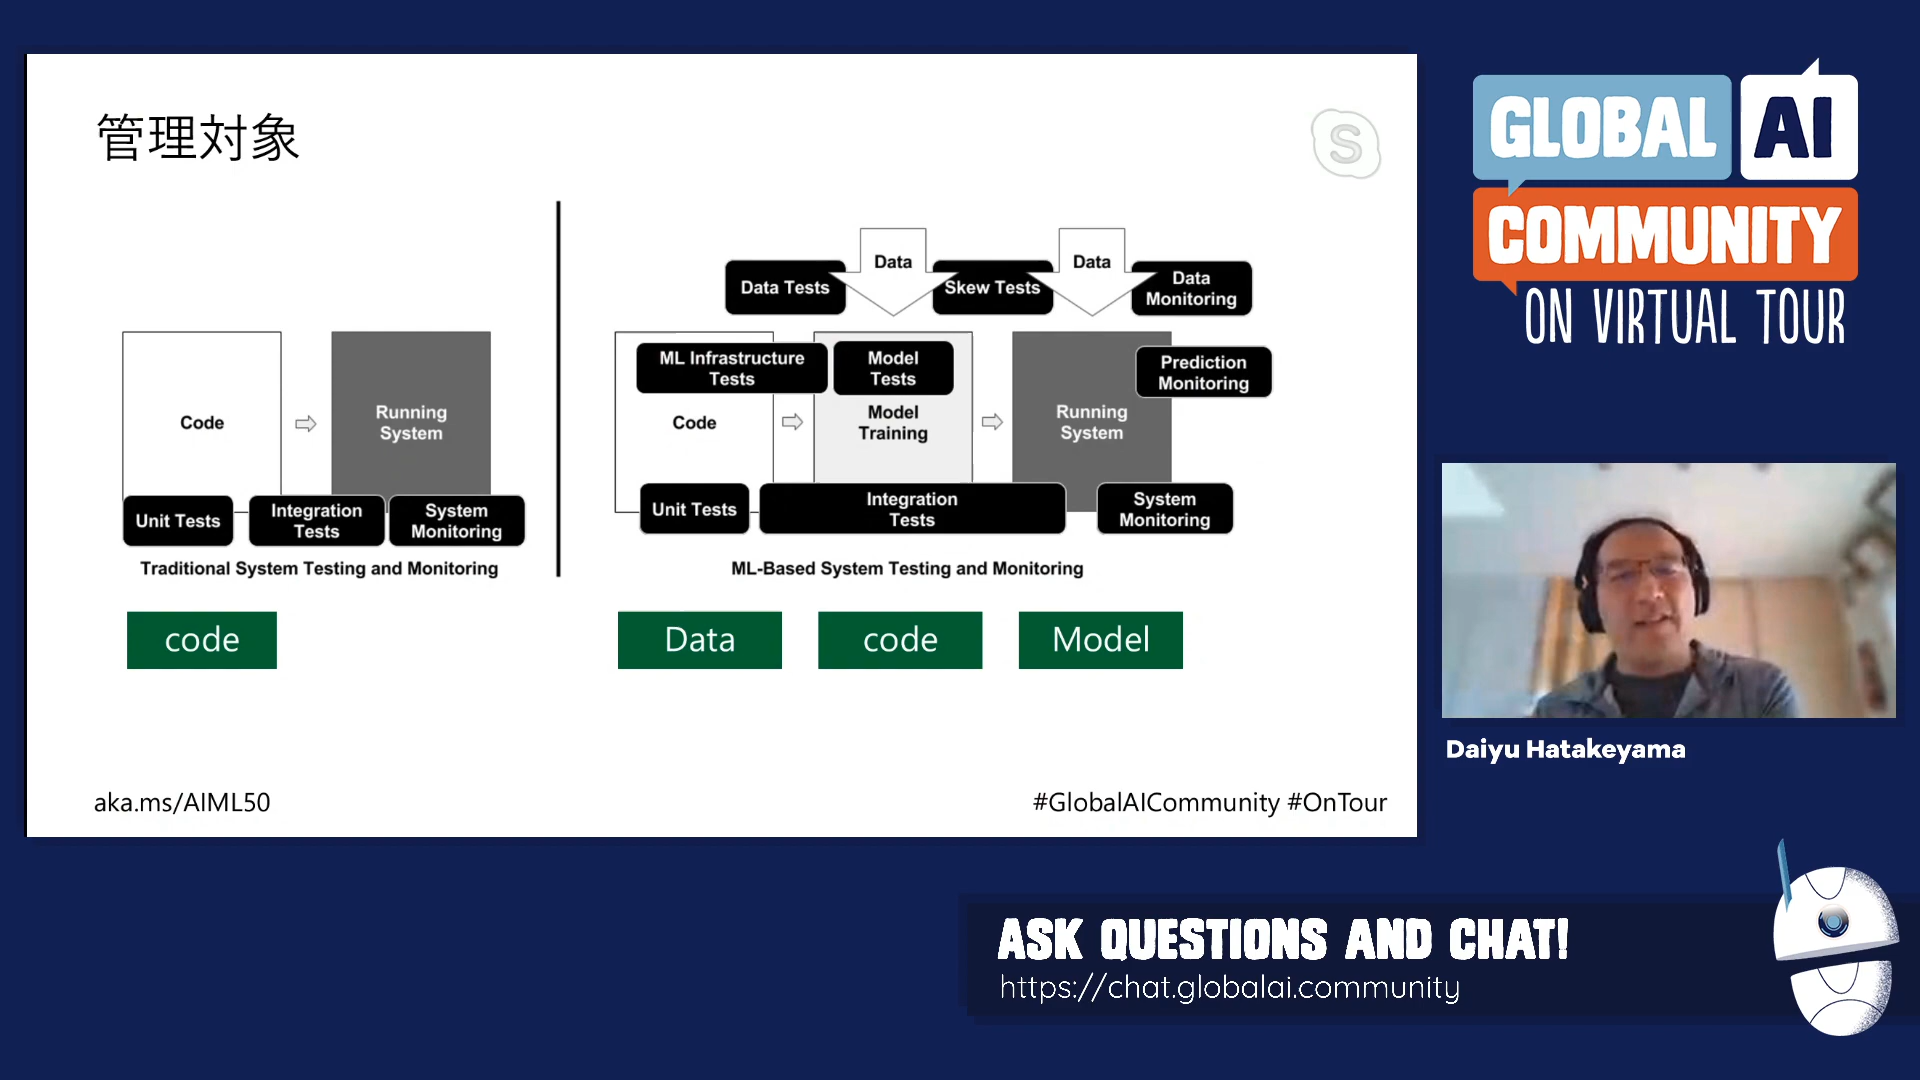 管理対象
S
Code
Running
System
Unit Tests
Integration
Tests
System
Monitoring
Traditional System Testing and Monitoring
code
Data
Data
Data Tests
Skew Tests
Data
Monitoring
ML Infrastructure
Tests
Model
Tests
Prediction
Monitoring
Code
Model
Training
Running
System
Unit Tests
Integration
Tests
System
Monitoring
ML-Based System Testing and Monitoring
Data
code
Model
aka.ms/AIML50
#GlobalAICommunity #OnTour
GLOBAL AI
COMMUNITY
ON VIRTUAL TOUR
Daiyu Hatakeyama
ASK QUESTIONS AND CHAT!
https://chat.globalai.community